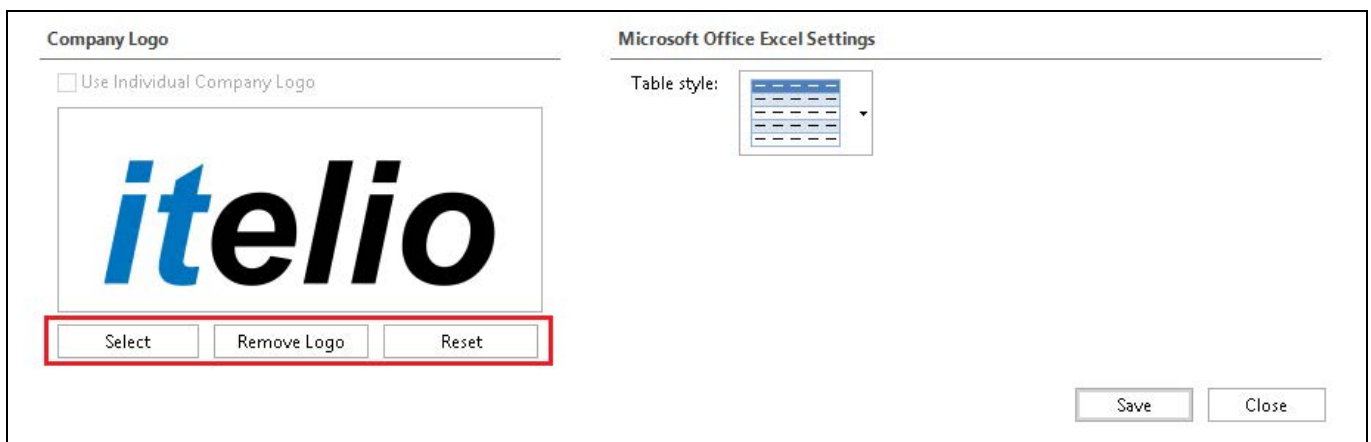 Company Logo
Use Individual Company Logo
itelio
Select Remove Logo Reset
Microsoft Office Excel Settings
Table style:
Save Close